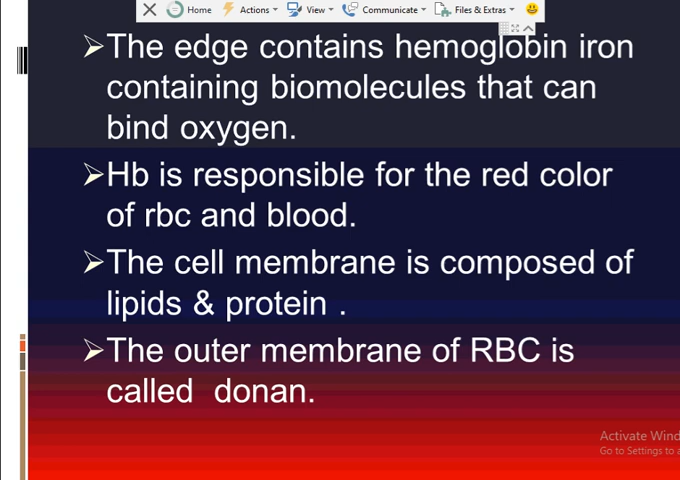 Home Actions View Communicate Files & Extras
➢The edge contains hemoglobin iron
containing biomolecules that can
bind oxygen.
➢Hb is responsible for the red color
of rbc and blood.
➢The cell membrane is composed of
lipids & protein .
➢The outer membrane of RBC is
called donan.
Activate Wind
Go to Settings to a